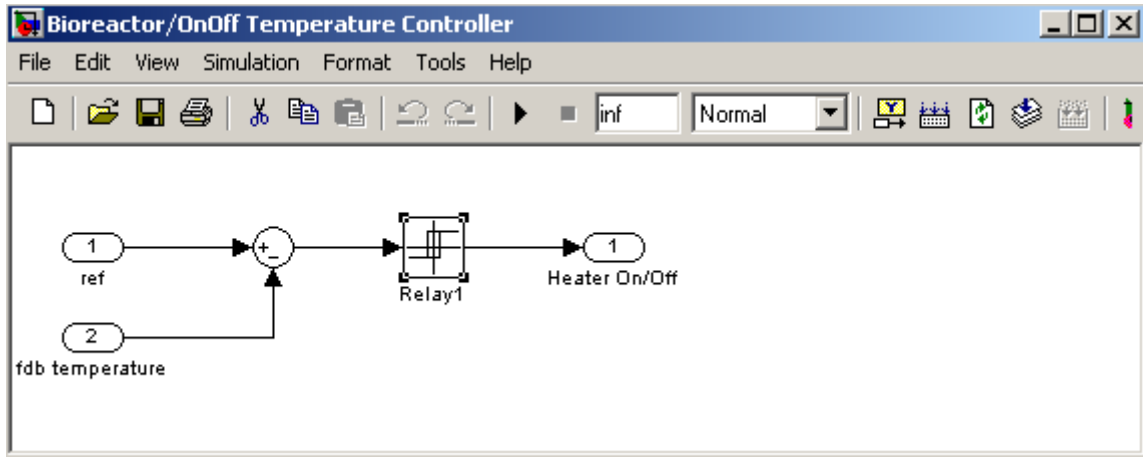 Bioreactor/OnOff Temperature Controller
File Edit View Simulation Format Tools Help
inf Normal
1
ref
+
-
Relay1
1
Heater On/Off
2
fdb temperature